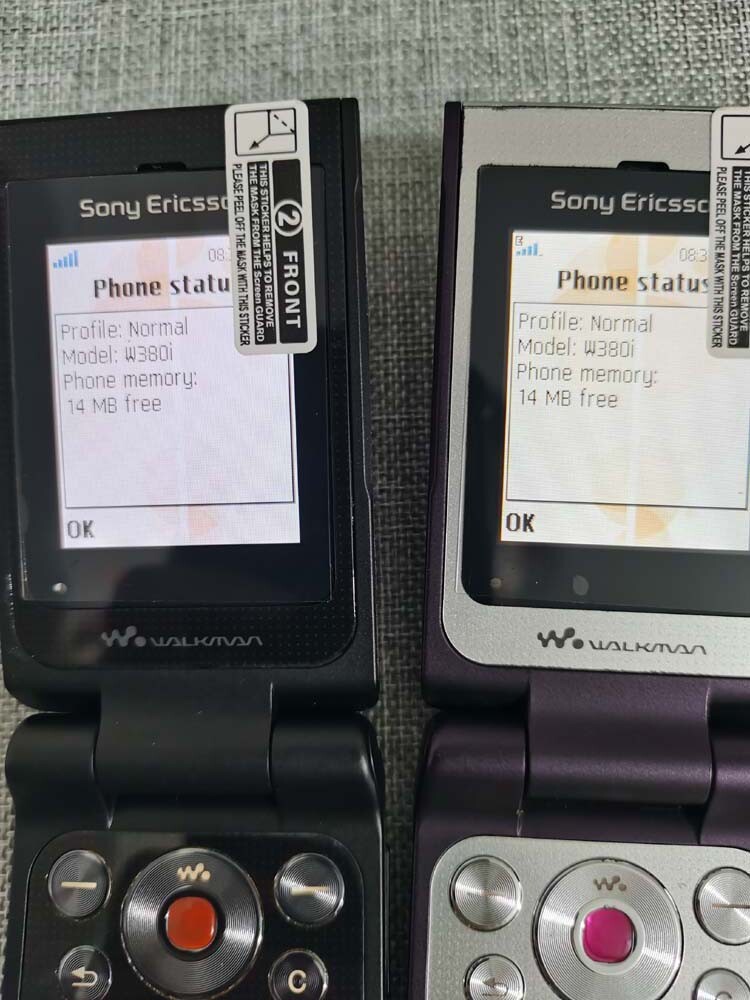 Sony Ericsso
08:
Phone statu
Profile: Normal
Model: W380i
Phone memory:
14 MB free
OK
WALKMAN
C
2 FRONT
THIS STICKER HELPS TO REMOVE
THE MASK FROM THE Screen GUARD
PLEASE PEEL OFF THE MASK WITH THIS STICKER
Sony Ericsso
08:3
Phone status
Profile: Normal
Model: W380i
Phone memory:
14 MB free
OK
WALKMAN
THIS STICKER HELPS TO REMOVE
THE MASK FROM THE Screen GUARD
PLEASE PEEL OFF THE MASK WITH THIS STICKER